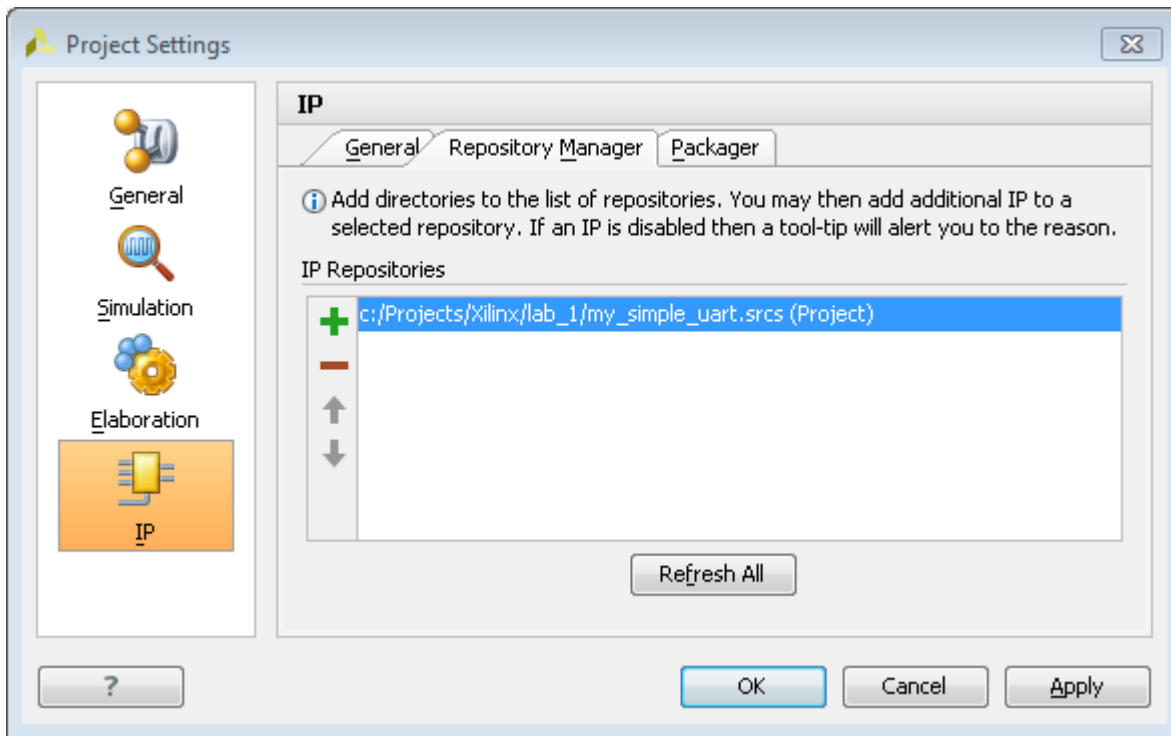 Project Settings
IP
General
Repository Manager
Packager
General
Add directories to the list of repositories. You may then add additional IP to a
selected repository. If an IP is disabled then a tool-tip will alert you to the reason.
Simulation
IP Repositories
c:/Projects/Xilinx/lab_1/my_simple_uart.srcs (Project)
Elaboration
IP
Refresh All
?
OK
Cancel
Apply